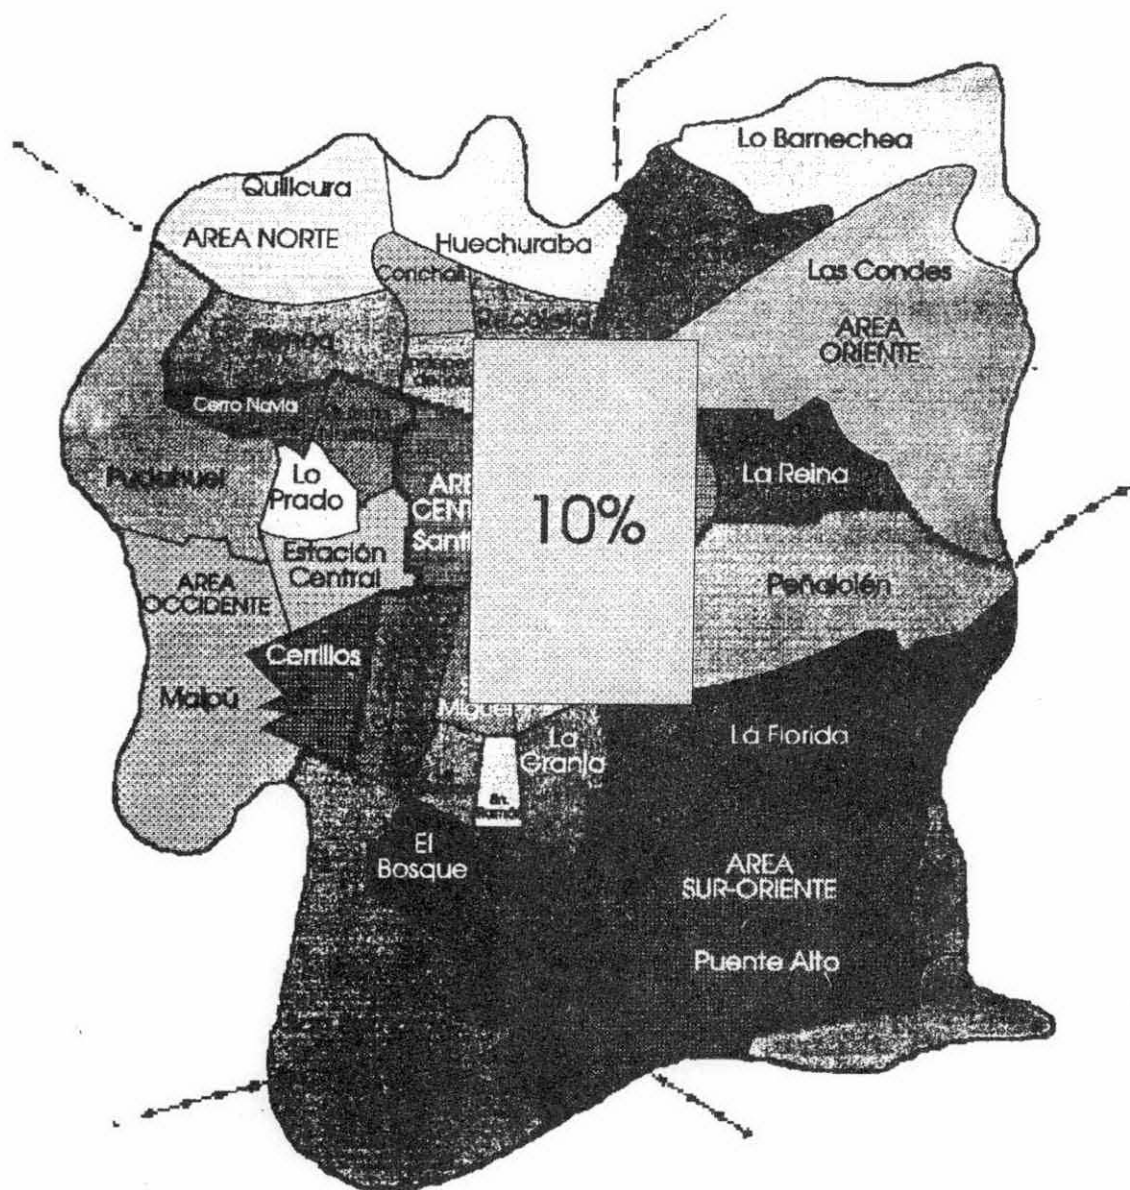 Lo Barnechea
Quilicura
AREA NORTE
Huechuraba
Conchalí
Las Condes
Recoleta
AREA
ORIENTE
Renca
Cerro Navia
Pudahuel
Lo
Prado
La Reina
10%
Estación
Central
AREA
OCCIDENTE
Peñalolén
Cerrillos
Maipú
Miguel
La
Granja
La Florida
El
Bosque
AREA
SUR-ORIENTE
Puente Alto